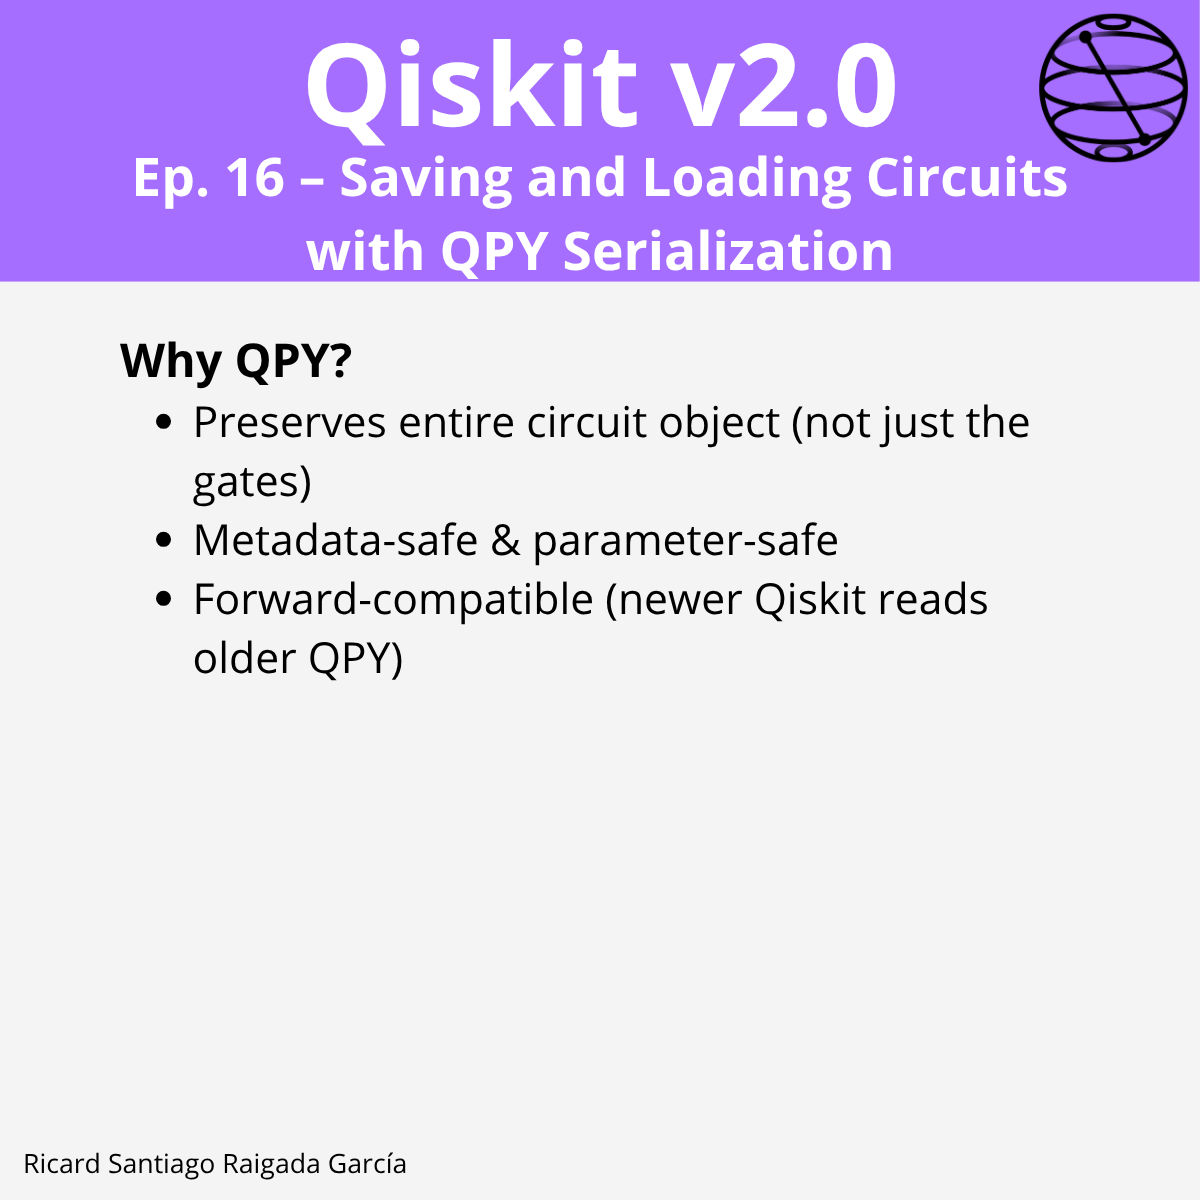 Qiskit v2.0
Ep. 16 – Saving and Loading Circuits
with QPY Serialization
Why QPY?
• Preserves entire circuit object (not just the
gates)
• Metadata-safe & parameter-safe
• Forward-compatible (newer Qiskit reads
older QPY)
Ricard Santiago Raigada García